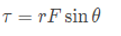 τ = rF sin θ